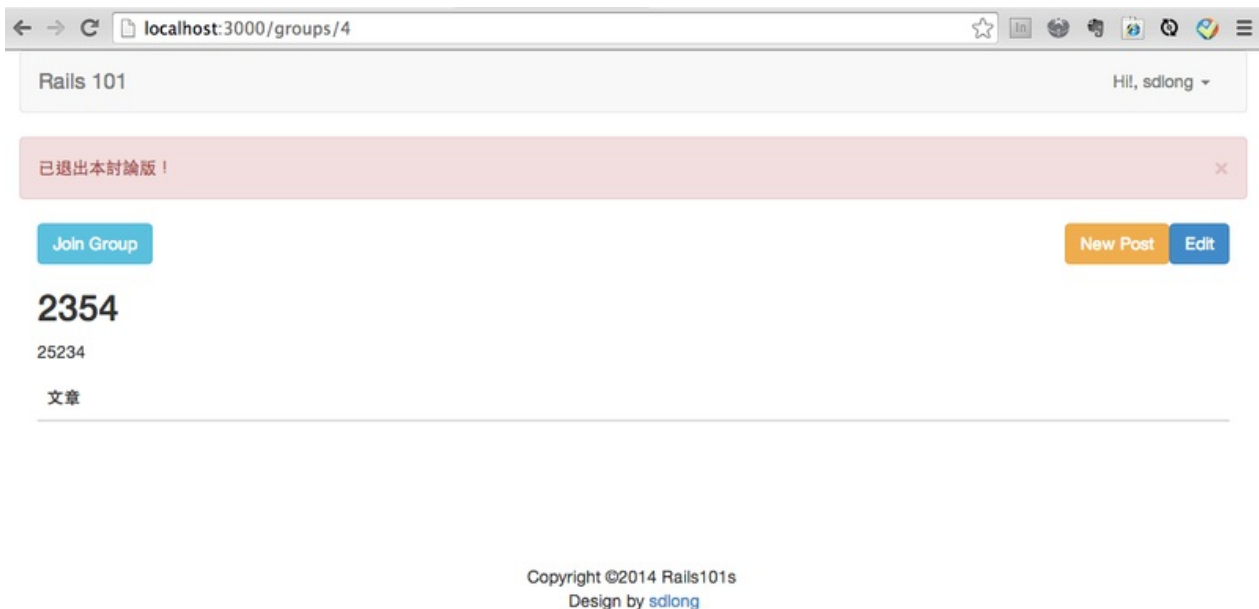 localhost:3000/groups/4
In
Rails 101
Hi!, sdlong
已退出本討論版！
×
Join Group
New Post Edit
2354
25234
文章
Copyright ©2014 Rails101s
Design by sdlong